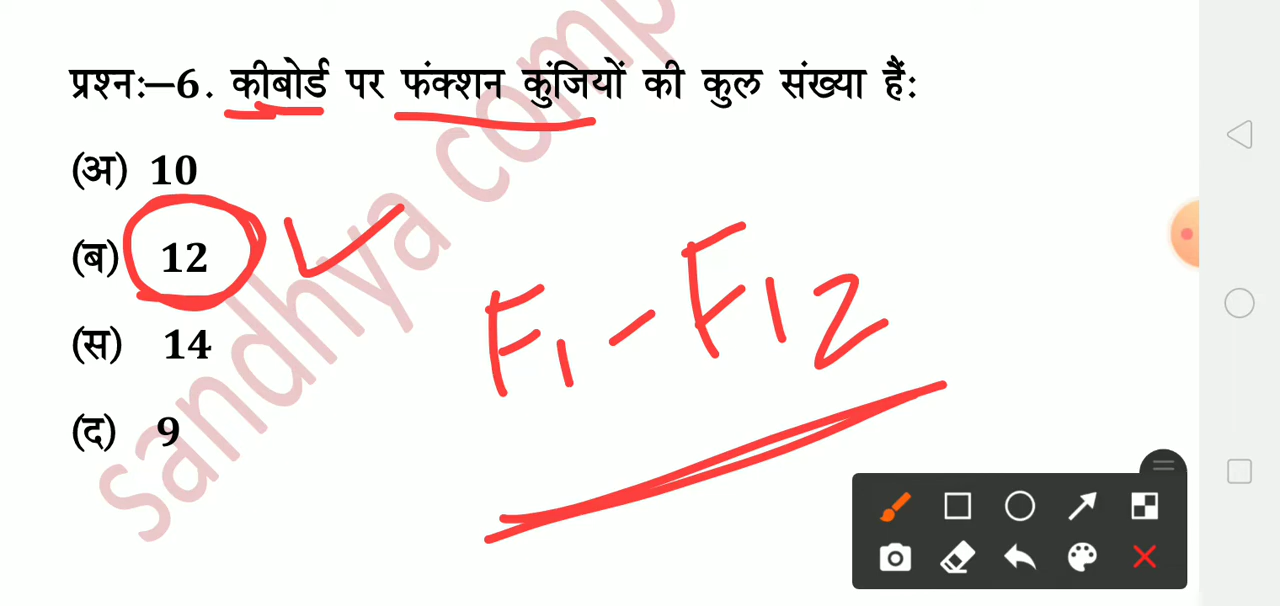 प्रश्नः–6. कीबोर्ड पर फंक्शन कुंजियों की कुल संख्या हैंः
(अ) 10
(ब) 12
(स) 14
(द) 9
F1 – F12
sandhya comp